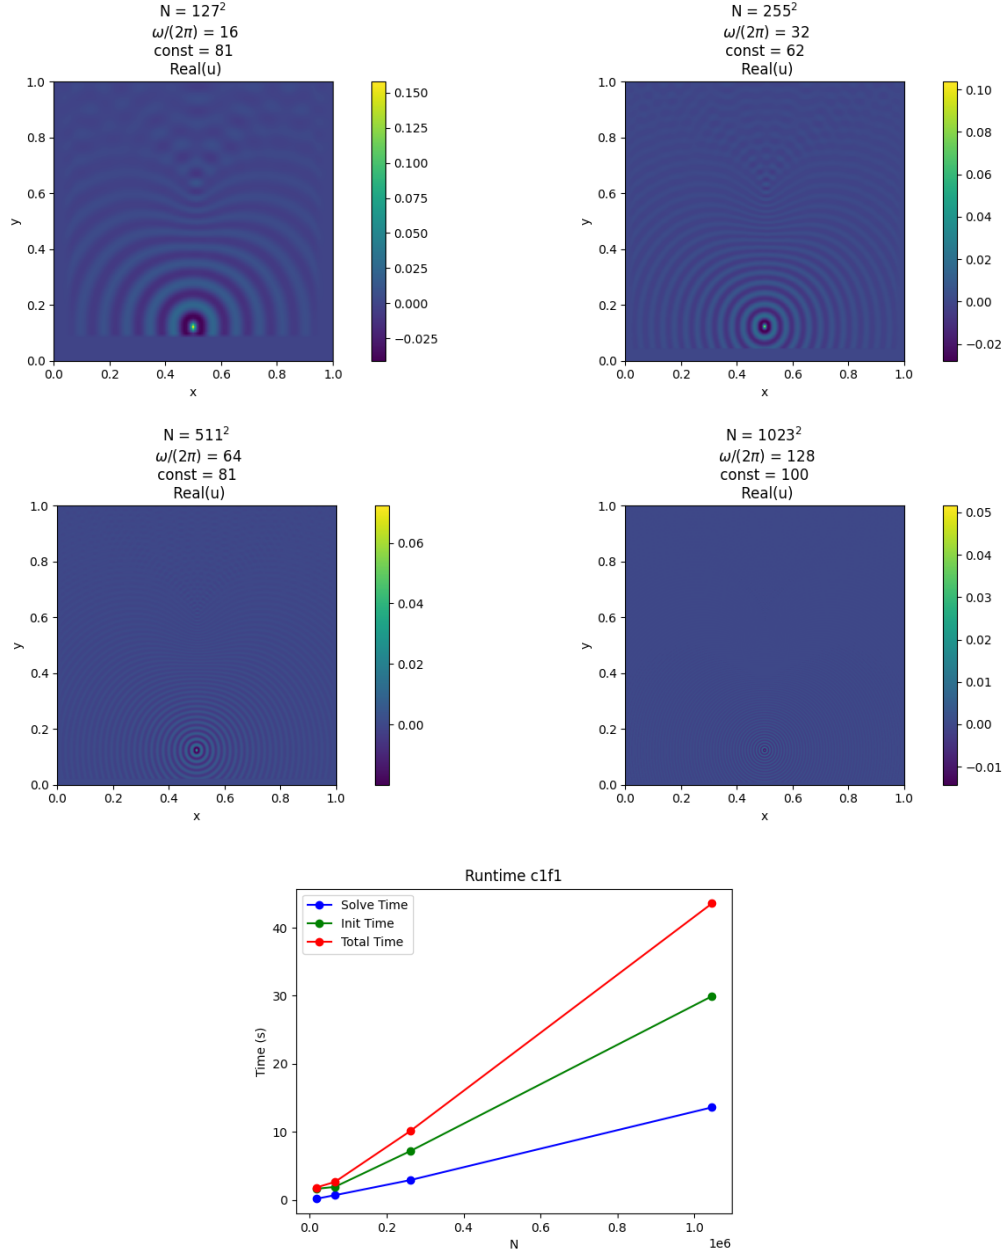 N = 127²
ω/(2π) = 16
const = 81
Real(u)
1.0
0.8
0.6
0.4
0.2
0.0
y
0.0 0.2 0.4 0.6 0.8 1.0
x
0.150
0.125
0.100
0.075
0.050
0.025
0.000
−0.025
N = 255²
ω/(2π) = 32
const = 62
Real(u)
1.0
0.8
0.6
0.4
0.2
0.0
y
0.0 0.2 0.4 0.6 0.8 1.0
x
0.10
0.08
0.06
0.04
0.02
0.00
−0.02
N = 511²
ω/(2π) = 64
const = 81
Real(u)
1.0
0.8
0.6
0.4
0.2
0.0
y
0.0 0.2 0.4 0.6 0.8 1.0
x
0.06
0.04
0.02
0.00
N = 1023²
ω/(2π) = 128
const = 100
Real(u)
1.0
0.8
0.6
0.4
0.2
0.0
y
0.0 0.2 0.4 0.6 0.8 1.0
x
0.05
0.04
0.03
0.02
0.01
0.00
−0.01
Runtime c1f1
Solve Time
Init Time
Total Time
40
30
20
10
0
Time (s)
0.0 0.2 0.4 0.6 0.8 1.0
1e6
N